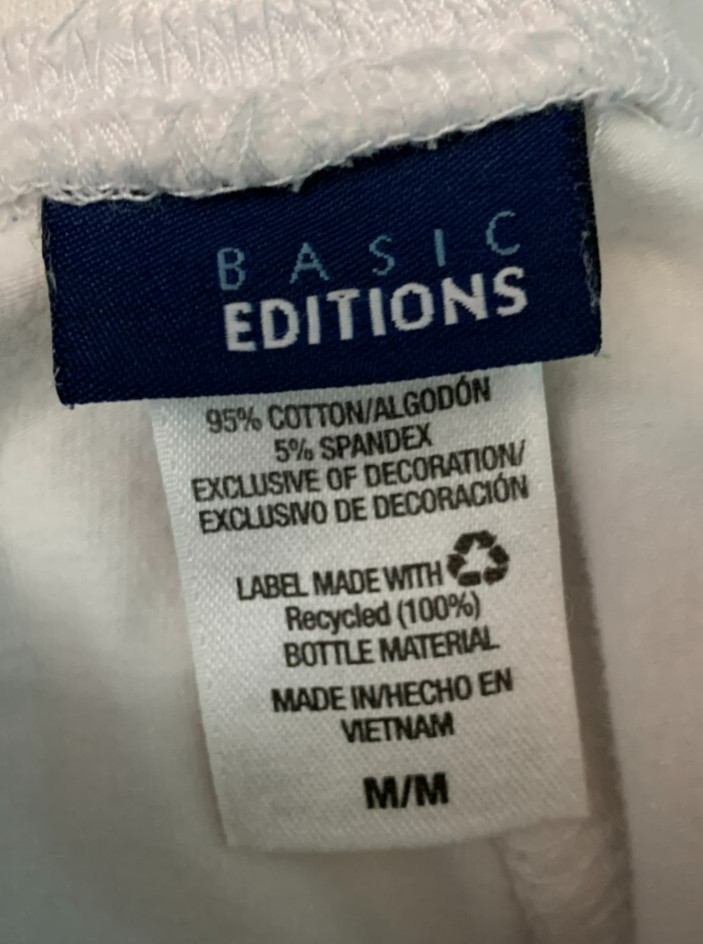 BASIC
EDITIONS
95% COTTON/ALGODÓN
5% SPANDEX
EXCLUSIVE OF DECORATION/
EXCLUSIVO DE DECORACIÓN
LABEL MADE WITH
Recycled (100%)
BOTTLE MATERIAL
MADE IN/HECHO EN
VIETNAM
M/M